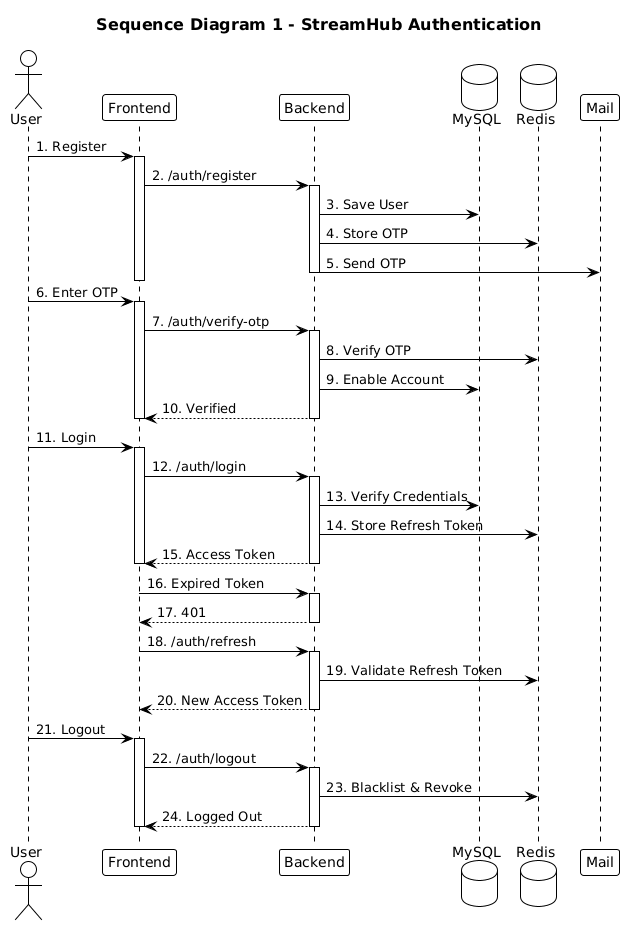 Sequence Diagram 1 - StreamHub Authentication
User
Frontend
Backend
MySQL
Redis
Mail
1. Register
2. /auth/register
3. Save User
4. Store OTP
5. Send OTP
6. Enter OTP
7. /auth/verify-otp
8. Verify OTP
9. Enable Account
10. Verified
11. Login
12. /auth/login
13. Verify Credentials
14. Store Refresh Token
15. Access Token
16. Expired Token
17. 401
18. /auth/refresh
19. Validate Refresh Token
20. New Access Token
21. Logout
22. /auth/logout
23. Blacklist & Revoke
24. Logged Out
User
Frontend
Backend
MySQL
Redis
Mail